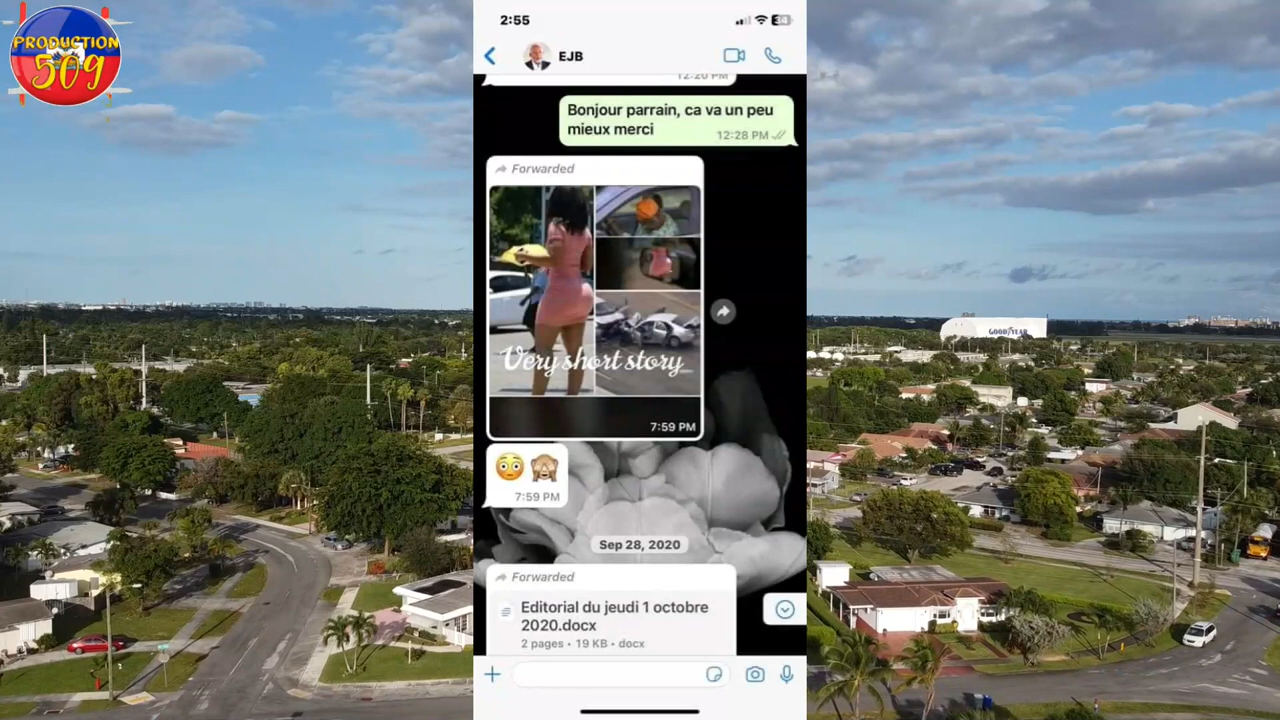 PRODUCTION
509
2:55
34
EJB
12:20 PM
Bonjour parrain, ca va un peu
mieux merci
12:28 PM
Forwarded
Very short story
7:59 PM
7:59 PM
Sep 28, 2020
Forwarded
Editorial du jeudi 1 octobre
2020.docx
2 pages • 19 KB • docx
GOODYEAR